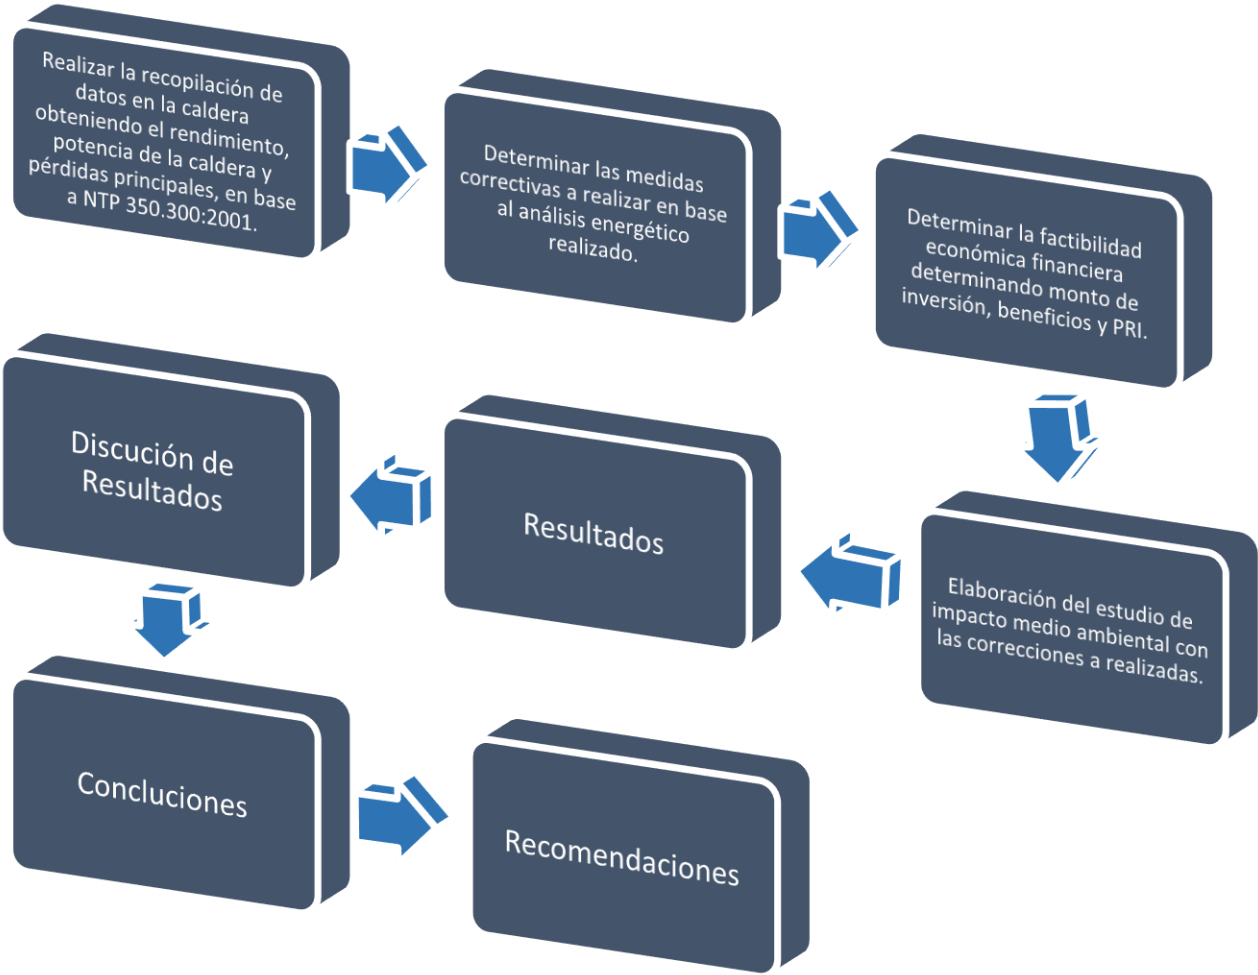 Realizar la recopilación de
datos en la caldera
obteniendo el rendimiento,
potencia de la caldera y
pérdidas principales, en base
a NTP 350.300:2001.
Determinar las medidas
correctivas a realizar en base
al análisis energético
realizado.
Determinar la factibilidad
económica financiera
determinando monto de
inversión, beneficios y PRI.
Elaboración del estudio de
impacto medio ambiental con
las correcciones a realizadas.
Resultados
Discución de
Resultados
Concluciones
Recomendaciones